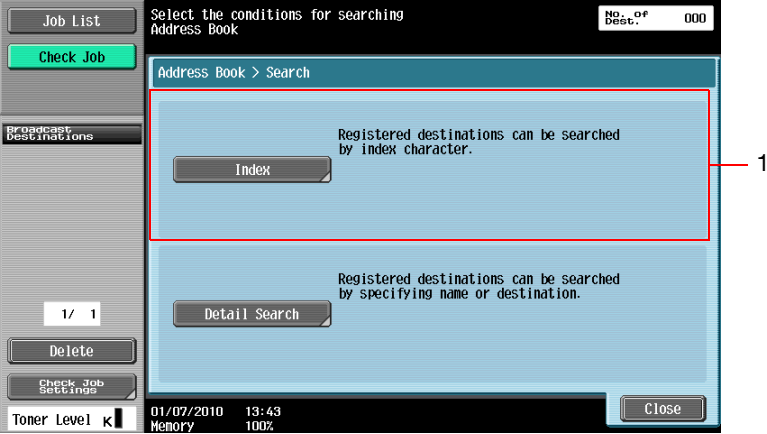 Job List
Check Job
Broadcast
Destinations
1/ 1
Delete
Check Job
Settings
Toner Level K
Select the conditions for searching
Address Book
No. of
Dest. 000
Address Book > Search
Registered destinations can be searched
by index character.
Index
1
Registered destinations can be searched
by specifying name or destination.
Detail Search
Close
01/07/2010 13:43
Memory 100%